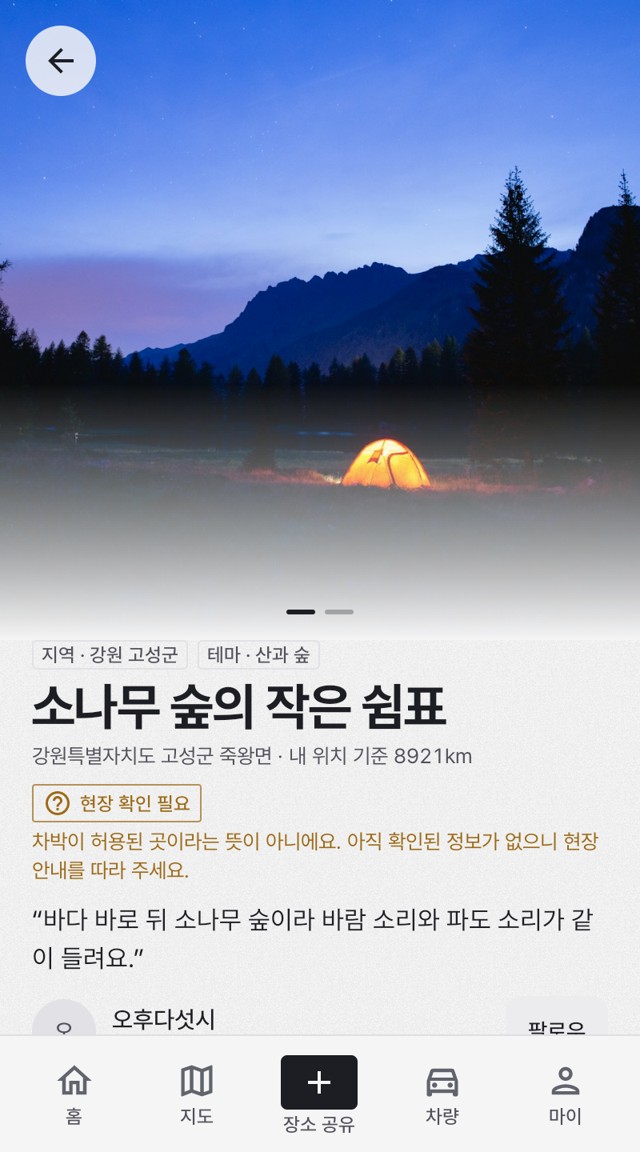 지역 · 강원 고성군
테마 · 산과 숲
소나무 숲의 작은 쉼표
강원특별자치도 고성군 죽왕면 · 내 위치 기준 8921km
현장 확인 필요
차박이 허용된 곳이라는 뜻이 아니에요. 아직 확인된 정보가 없으니 현장
안내를 따라 주세요.
“바다 바로 뒤 소나무 숲이라 바람 소리와 파도 소리가 같
이 들려요.”
오후다섯시
팔로우
홈
지도
장소 공유
차량
마이